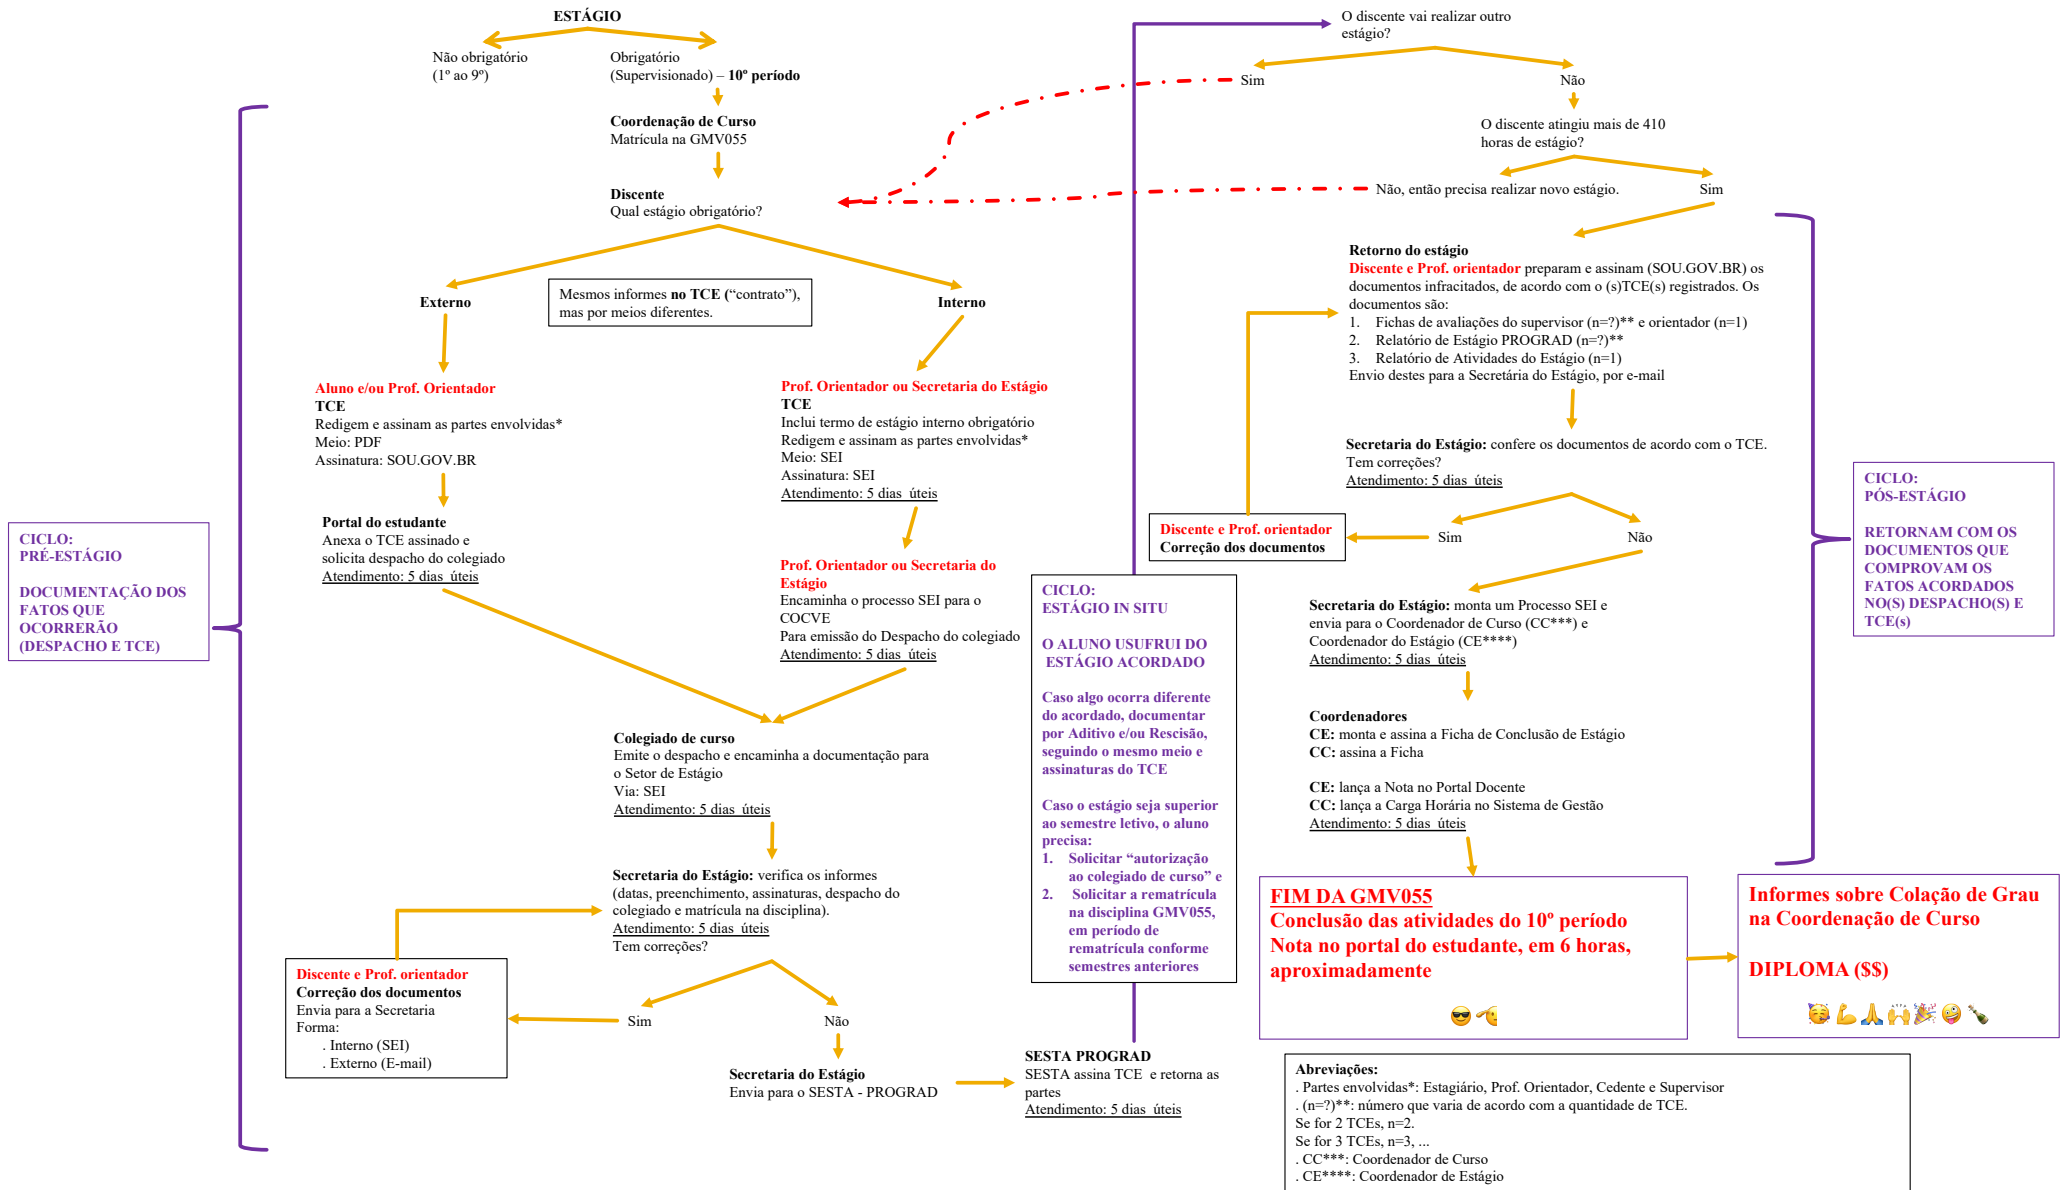 ESTÁGIO
Não obrigatório
(1º ao 9º)
Obrigatório
(Supervisionado) – 10º período
Coordenação de Curso
Matrícula na GMV055
Discente
Qual estágio obrigatório?
Externo
Mesmos informes no TCE (“contrato”),
mas por meios diferentes.
Interno
Aluno e/ou Prof. Orientador
TCE
Redigem e assinam as partes envolvidas*
Meio: PDF
Assinatura: SOU.GOV.BR
Prof. Orientador ou Secretaria do Estágio
TCE
Inclui termo de estágio interno obrigatório
Redigem e assinam as partes envolvidas*
Meio: SEI
Assinatura: SEI
Atendimento: 5 dias úteis
Portal do estudante
Anexa o TCE assinado e
solicita despacho do colegiado
Atendimento: 5 dias úteis
Prof. Orientador ou Secretaria do
Estágio
Encaminha o processo SEI para o
COCVE
Para emissão do Despacho do colegiado
Atendimento: 5 dias úteis
CICLO:
PRÉ-ESTÁGIO
DOCUMENTAÇÃO DOS
FATOS QUE
OCORRERÃO
(DESPACHO E TCE)
Colegiado de curso
Emite o despacho e encaminha a documentação para
o Setor de Estágio
Via: SEI
Atendimento: 5 dias úteis
Secretaria do Estágio: verifica os informes
(datas, preenchimento, assinaturas, despacho do
colegiado e matrícula na disciplina).
Atendimento: 5 dias úteis
Tem correções?
Discente e Prof. orientador
Correção dos documentos
Envia para a Secretaria
Forma:
. Interno (SEI)
. Externo (E-mail)
Sim
Não
Secretaria do Estágio
Envia para o SESTA - PROGRAD
SESTA PROGRAD
SESTA assina TCE e retorna as
partes
Atendimento: 5 dias úteis
CICLO:
ESTÁGIO IN SITU
O ALUNO USUFRUI DO
ESTÁGIO ACORDADO
Caso algo ocorra diferente
do acordado, documentar
por Aditivo e/ou Rescisão,
seguindo o mesmo meio e
assinaturas do TCE
Caso o estágio seja superior
ao semestre letivo, o aluno
precisa:
1. Solicitar “autorização
ao colegiado de curso” e
2. Solicitar a rematrícula
na disciplina GMV055,
em período de
rematrícula conforme
semestres anteriores
O discente vai realizar outro
estágio?
Sim
Não
O discente atingiu mais de 410
horas de estágio?
Não, então precisa realizar novo estágio.
Sim
Retorno do estágio
Discente e Prof. orientador preparam e assinam (SOU.GOV.BR) os
documentos infracitados, de acordo com o (s)TCE(s) registrados. Os
documentos são:
1. Fichas de avaliações do supervisor (n=?)** e orientador (n=1)
2. Relatório de Estágio PROGRAD (n=?)**
3. Relatório de Atividades do Estágio (n=1)
Envio destes para a Secretária do Estágio, por e-mail
Secretaria do Estágio: confere os documentos de acordo com o TCE.
Tem correções?
Atendimento: 5 dias úteis
Discente e Prof. orientador
Correção dos documentos
Sim
Não
Secretaria do Estágio: monta um Processo SEI e
envia para o Coordenador de Curso (CC***) e
Coordenador do Estágio (CE****)
Atendimento: 5 dias úteis
Coordenadores
CE: monta e assina a Ficha de Conclusão de Estágio
CC: assina a Ficha
CE: lança a Nota no Portal Docente
CC: lança a Carga Horária no Sistema de Gestão
Atendimento: 5 dias úteis
CICLO:
PÓS-ESTÁGIO
RETORNAM COM OS
DOCUMENTOS QUE
COMPROVAM OS
FATOS ACORDADOS
NO(S) DESPACHO(S) E
TCE(s)
FIM DA GMV055
Conclusão das atividades do 10º período
Nota no portal do estudante, em 6 horas,
aproximadamente
Informes sobre Colação de Grau
na Coordenação de Curso
DIPLOMA ($$)
Abreviações:
. Partes envolvidas*: Estagiário, Prof. Orientador, Cedente e Supervisor
. (n=?)**: número que varia de acordo com a quantidade de TCE.
Se for 2 TCEs, n=2.
Se for 3 TCEs, n=3, ...
. CC***: Coordenador de Curso
. CE****: Coordenador de Estágio